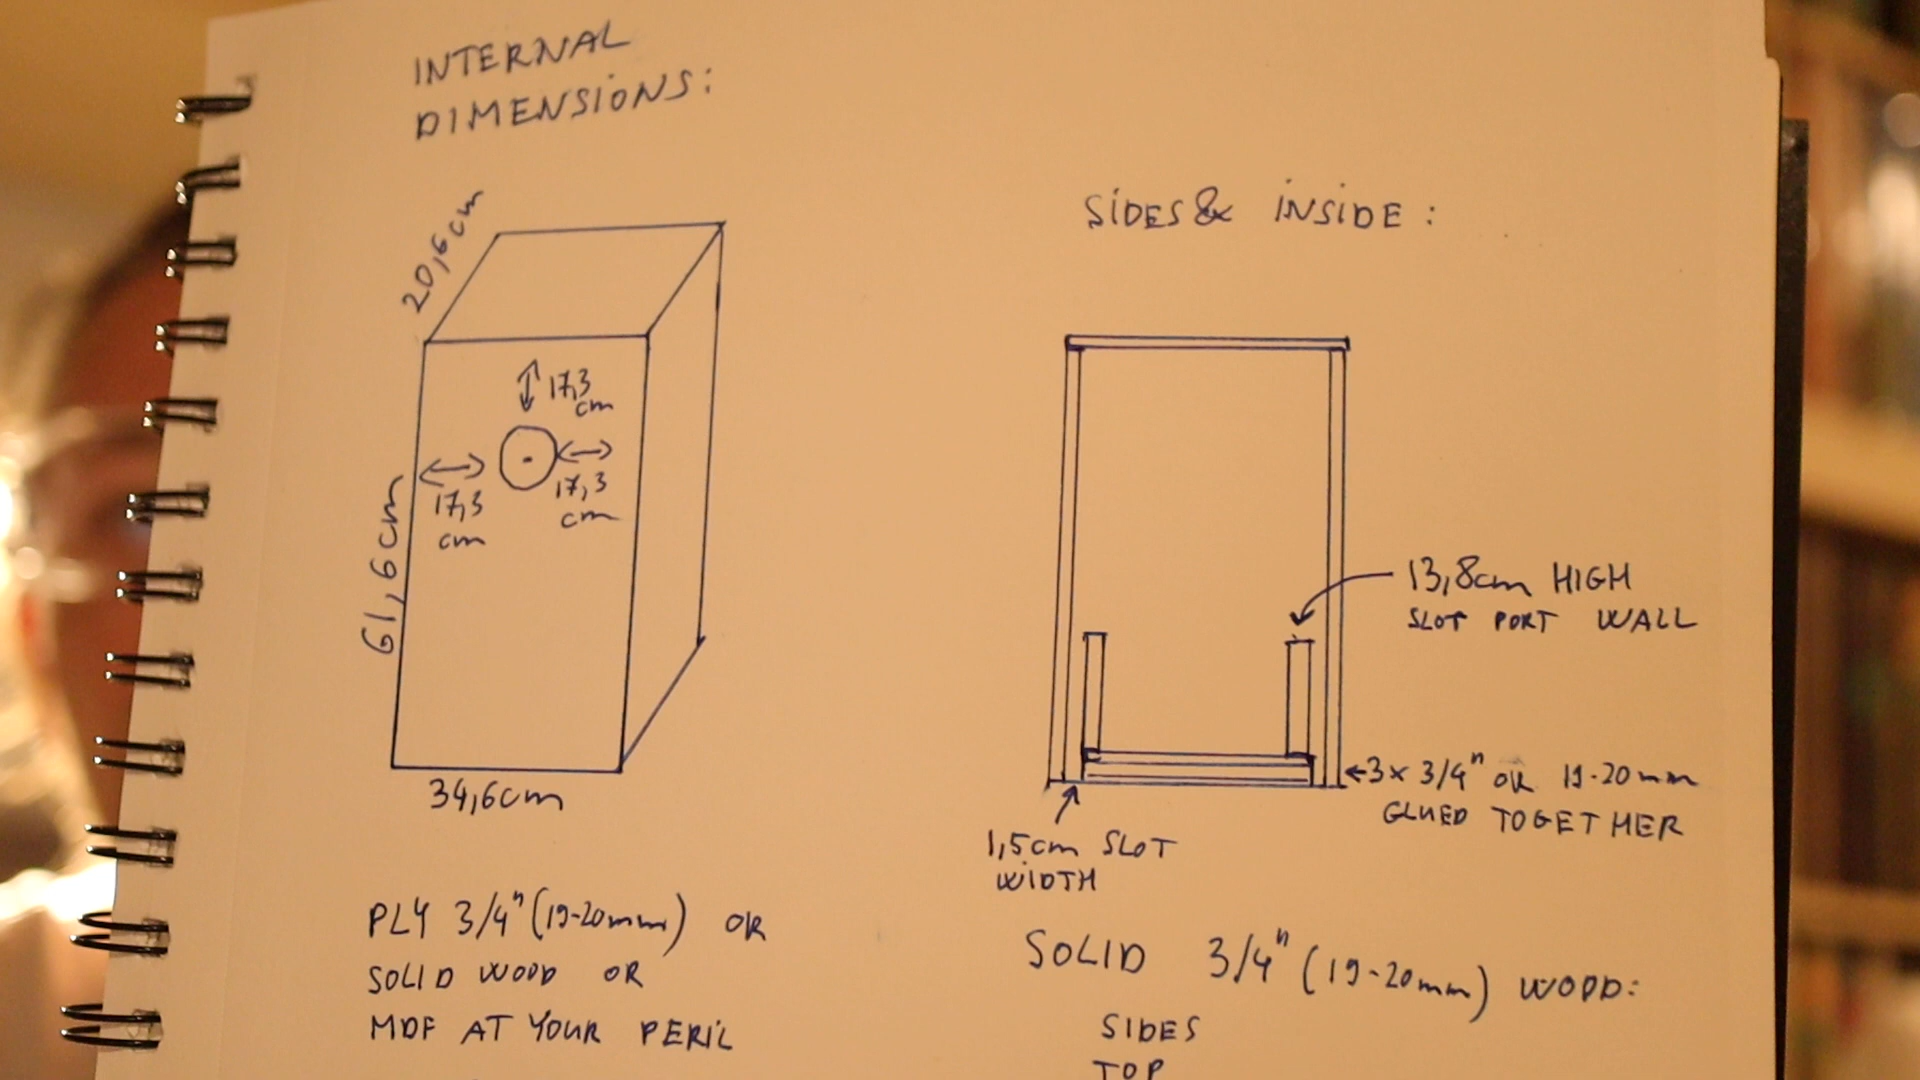 INTERNAL
DIMENSIONS:
20,6cm
17,3
cm
17,3
cm
17,3
cm
61,6cm
34,6cm
PLY 3/4" (19-20mm) OR
SOLID WOOD OR
MDF AT YOUR PERIL
SIDES & INSIDE:
13,8cm HIGH
SLOT PORT WALL
3x 3/4" OR 19-20mm
GLUED TOGETHER
1,5cm SLOT
WIDTH
SOLID 3/4" (19-20mm) WOOD:
SIDES
TOP